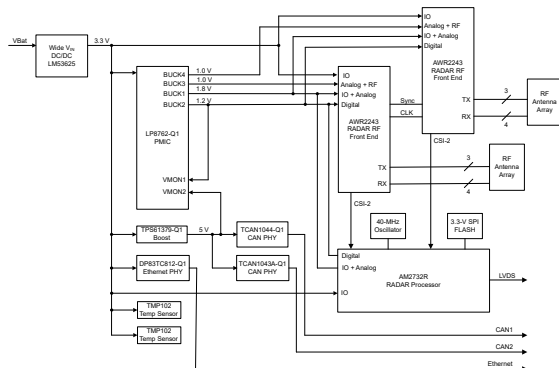 VBat
Wide VIN
DC/DC
LM53625
3.3 V
BUCK4
BUCK3
BUCK1
BUCK2
1.0 V
1.0 V
1.8 V
1.2 V
LP8762-Q1
PMIC
VMON1
VMON2
IO
Analog + RF
IO + Analog
Digital
AWR2243
RADAR RF
Front End
IO
Analog + RF
IO + Analog
Digital
AWR2243
RADAR RF
Front End
Sync
CLK
TX
RX
3
4
RF
Antenna
Array
TX
RX
3
4
RF
Antenna
Array
CSI-2
CSI-2
TPS61379-Q1
Boost
5 V
TCAN1044-Q1
CAN PHY
DP83TC812-Q1
Ethernet PHY
TCAN1043A-Q1
CAN PHY
40-MHz
Oscillator
3.3-V SPI
FLASH
Digital
IO + Analog
IO
AM2732R
RADAR Processor
LVDS
TMP102
Temp Sensor
TMP102
Temp Sensor
CAN1
CAN2
Ethernet